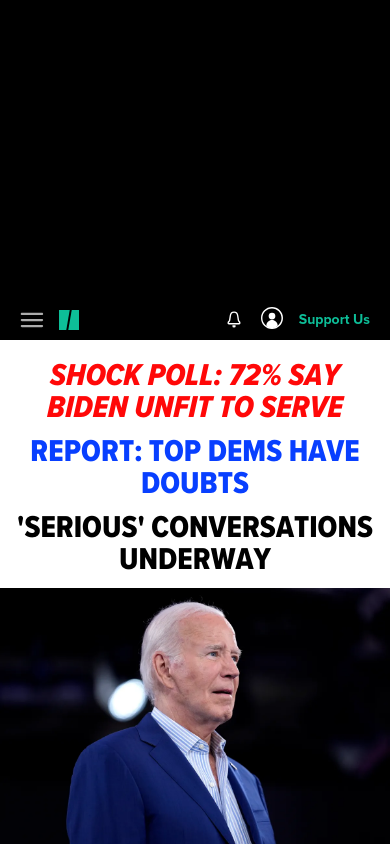 Support Us
SHOCK POLL: 72% SAY
BIDEN UNFIT TO SERVE
REPORT: TOP DEMS HAVE
DOUBTS
'SERIOUS' CONVERSATIONS
UNDERWAY